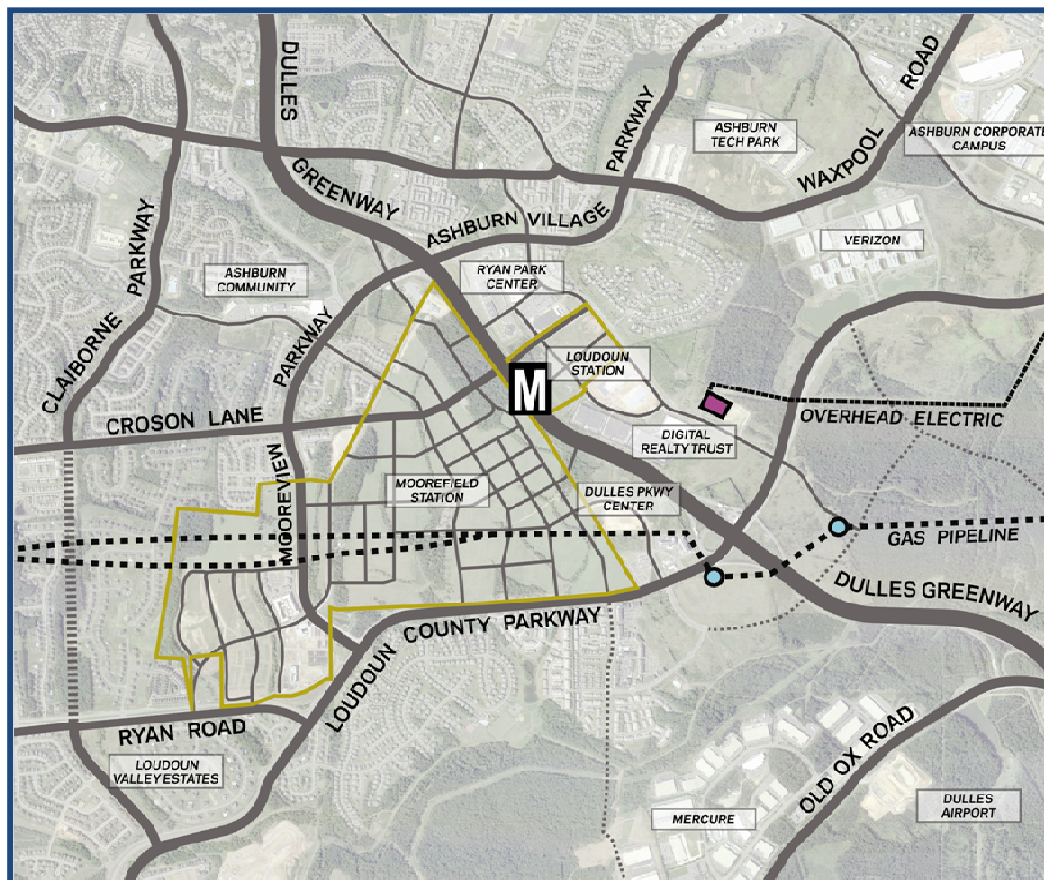 DULLES
GREENWAY
PARKWAY
ASHBURN
TECH PARK
WAXPOOL
ROAD
ASHBURN CORPORATE
CAMPUS
ASHBURN VILLAGE
VERIZON
CLAIBORNE
PARKWAY
ASHBURN
COMMUNITY
RYAN PARK
CENTER
PARKWAY
LOUDOUN
STATION
M
CROSON LANE
OVERHEAD ELECTRIC
DIGITAL
REALTY TRUST
MOOREVIEW
MOOREFIELD
STATION
DULLES PKWY
CENTER
GAS PIPELINE
DULLES GREENWAY
LOUDOUN
COUNTY PARKWAY
RYAN ROAD
LOUDOUN
VALLEY ESTATES
OLD OX ROAD
MERCURE
DULLES
AIRPORT